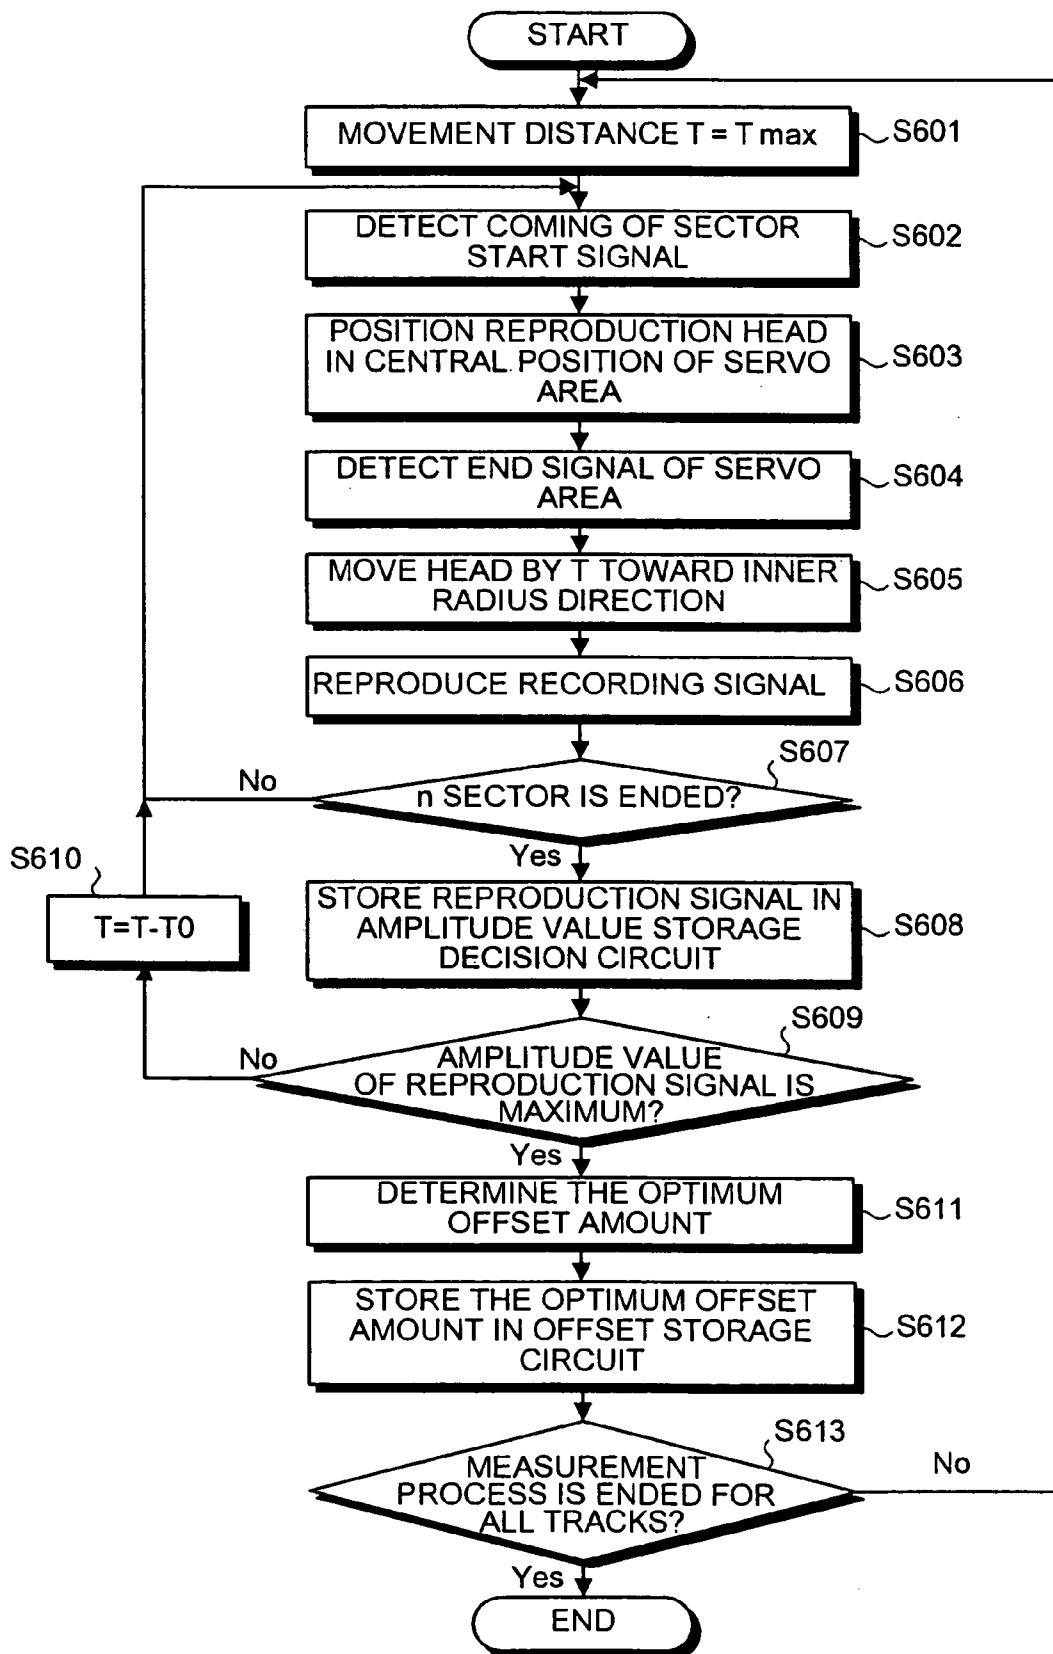 START
MOVEMENT DISTANCE T = T max
S601
DETECT COMING OF SECTOR
START SIGNAL
S602
POSITION REPRODUCTION HEAD
IN CENTRAL POSITION OF SERVO
AREA
S603
DETECT END SIGNAL OF SERVO
AREA
S604
MOVE HEAD BY T TOWARD INNER
RADIUS DIRECTION
S605
REPRODUCE RECORDING SIGNAL
S606
S607
No
n SECTOR IS ENDED?
Yes
S610
T=T-T0
STORE REPRODUCTION SIGNAL IN
AMPLITUDE VALUE STORAGE
DECISION CIRCUIT
S608
S609
No
AMPLITUDE VALUE
OF REPRODUCTION SIGNAL IS
MAXIMUM?
Yes
DETERMINE THE OPTIMUM
OFFSET AMOUNT
S611
STORE THE OPTIMUM OFFSET
AMOUNT IN OFFSET STORAGE
CIRCUIT
S612
S613
No
MEASUREMENT
PROCESS IS ENDED FOR
ALL TRACKS?
Yes
END